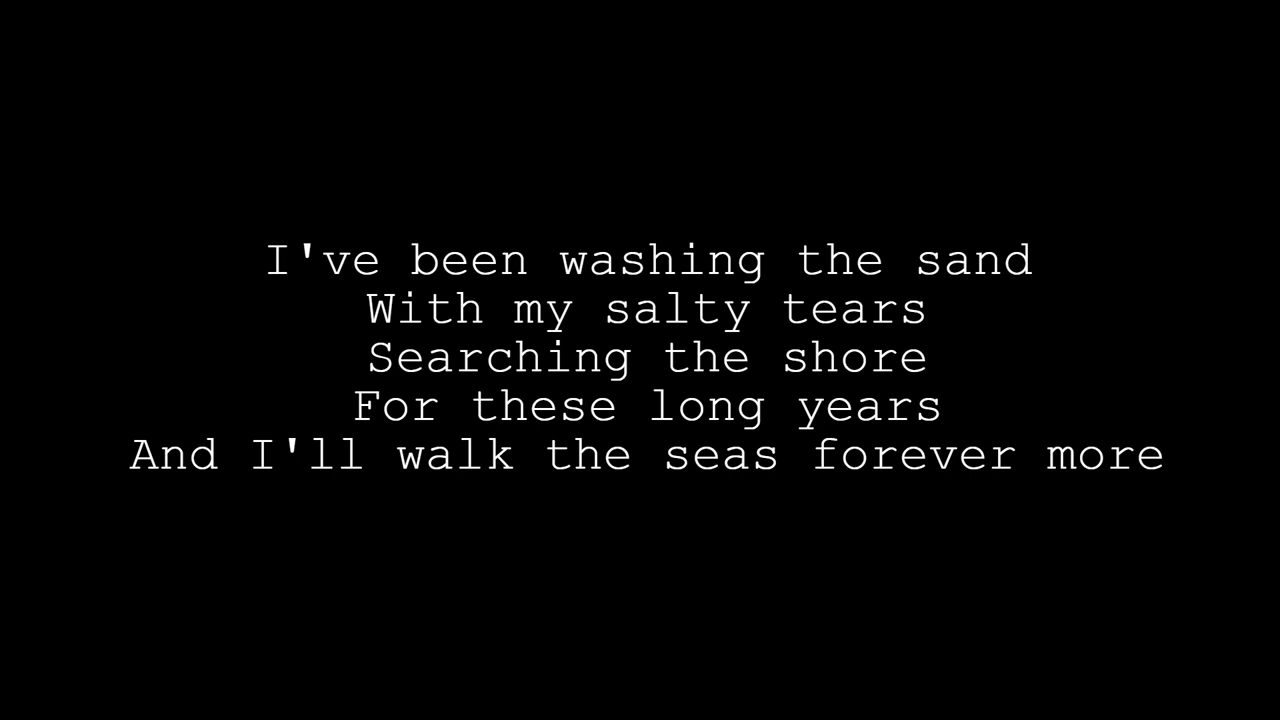 I've been washing the sand
With my salty tears
Searching the shore
For these long years
And I'll walk the seas forever more